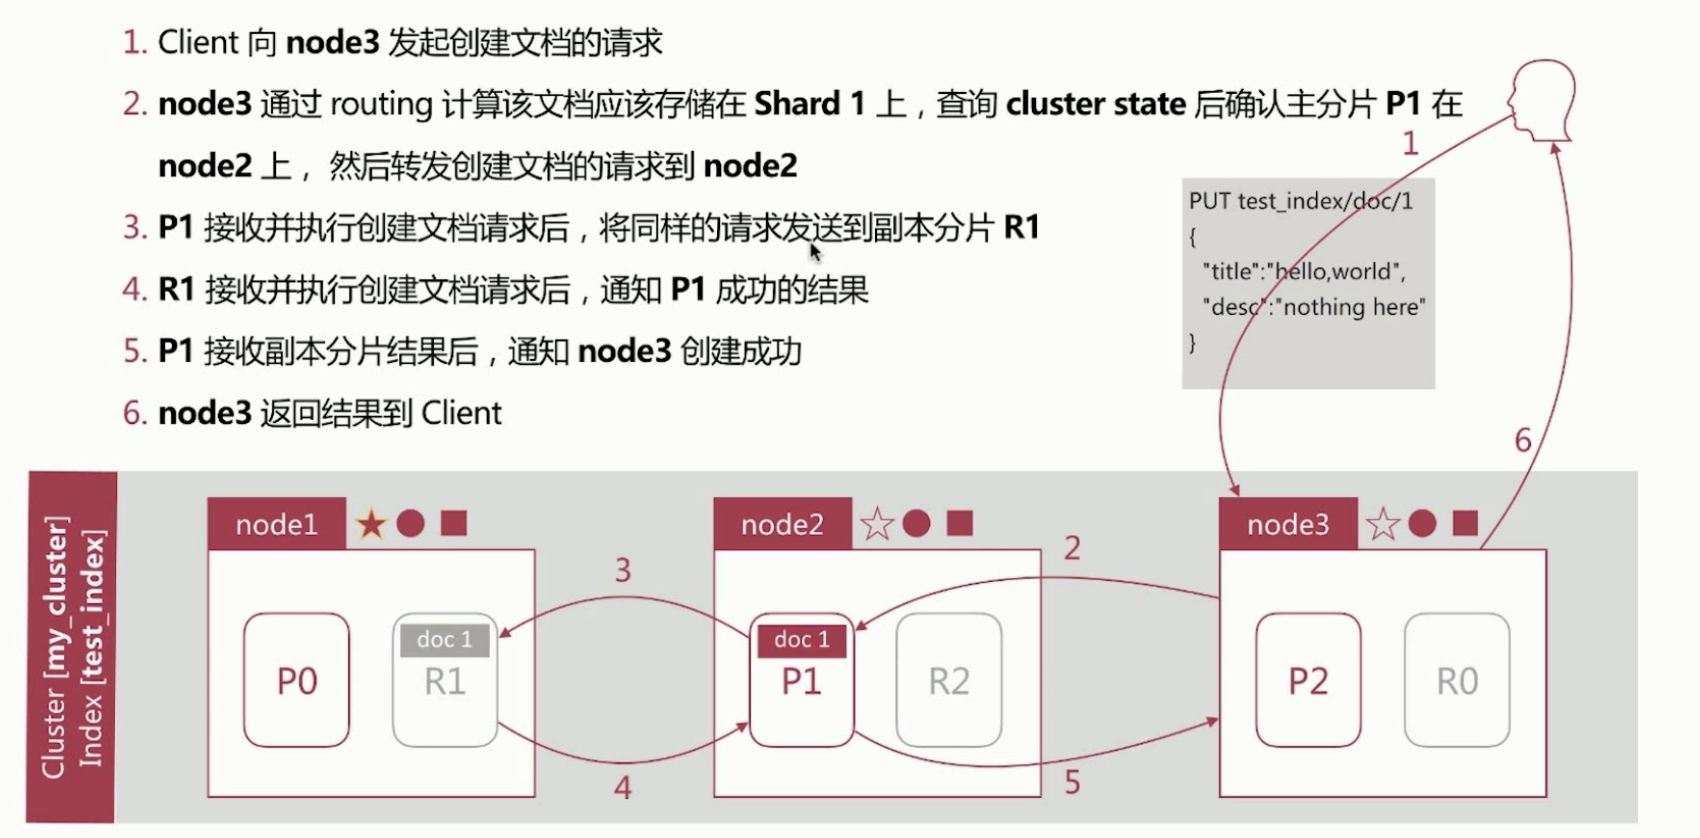 1. Client 向 node3 发起创建文档的请求
2. node3 通过 routing 计算该文档应该存储在 Shard 1 上，查询 cluster state 后确认主分片 P1 在
node2 上， 然后转发创建文档的请求到 node2
3. P1 接收并执行创建文档请求后，将同样的请求发送到副本分片 R1
4. R1 接收并执行创建文档请求后，通知 P1 成功的结果
5. P1 接收副本分片结果后，通知 node3 创建成功
6. node3 返回结果到 Client
1
PUT test_index/doc/1
{
"title":"hello,world",
"desc":"nothing here"
}
6
Cluster [my_cluster]
Index [test_index]
node1
node2
node3
3
2
P0
doc 1
R1
doc 1
P1
R2
P2
R0
4
5